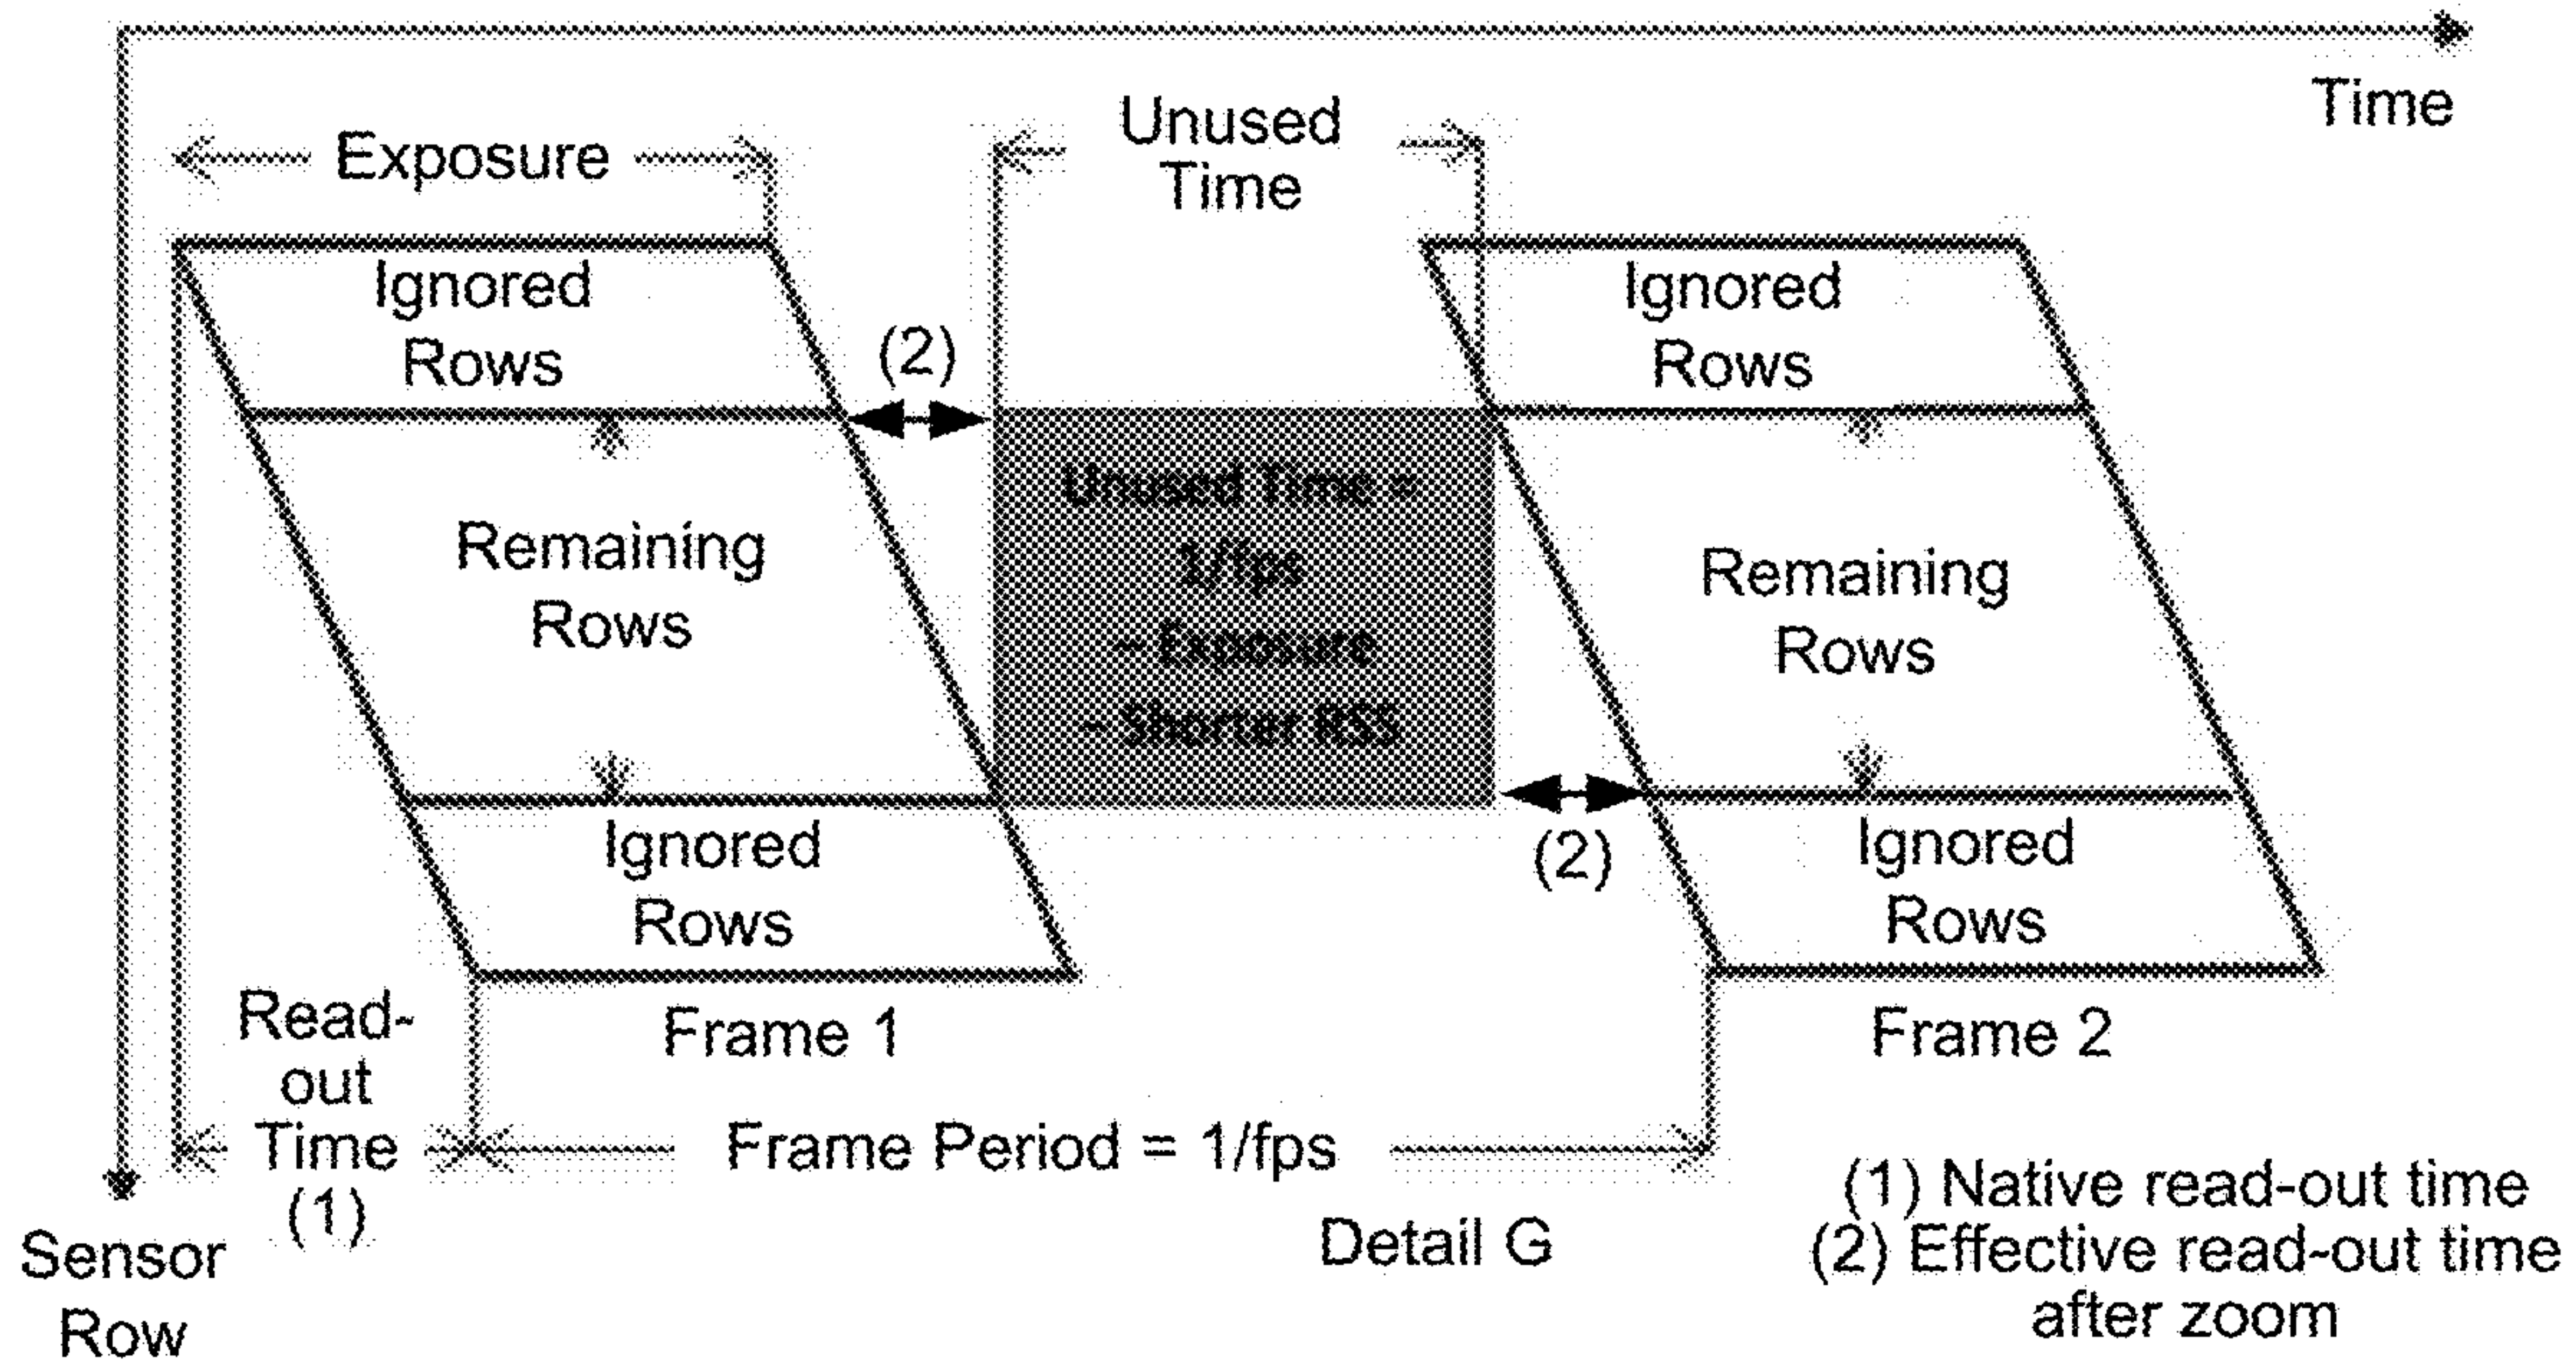 Time
Exposure
Unused
Time
Ignored
Rows
(2)
Ignored
Rows
Remaining
Rows
Unused Time =
1/fps
– Exposure
– Shorter RSS
Remaining
Rows
Ignored
Rows
(2)
Ignored
Rows
Frame 1
Frame 2
Read-
out
Time
(1)
Frame Period = 1/fps
Sensor
Row
Detail G
(1) Native read-out time
(2) Effective read-out time
after zoom